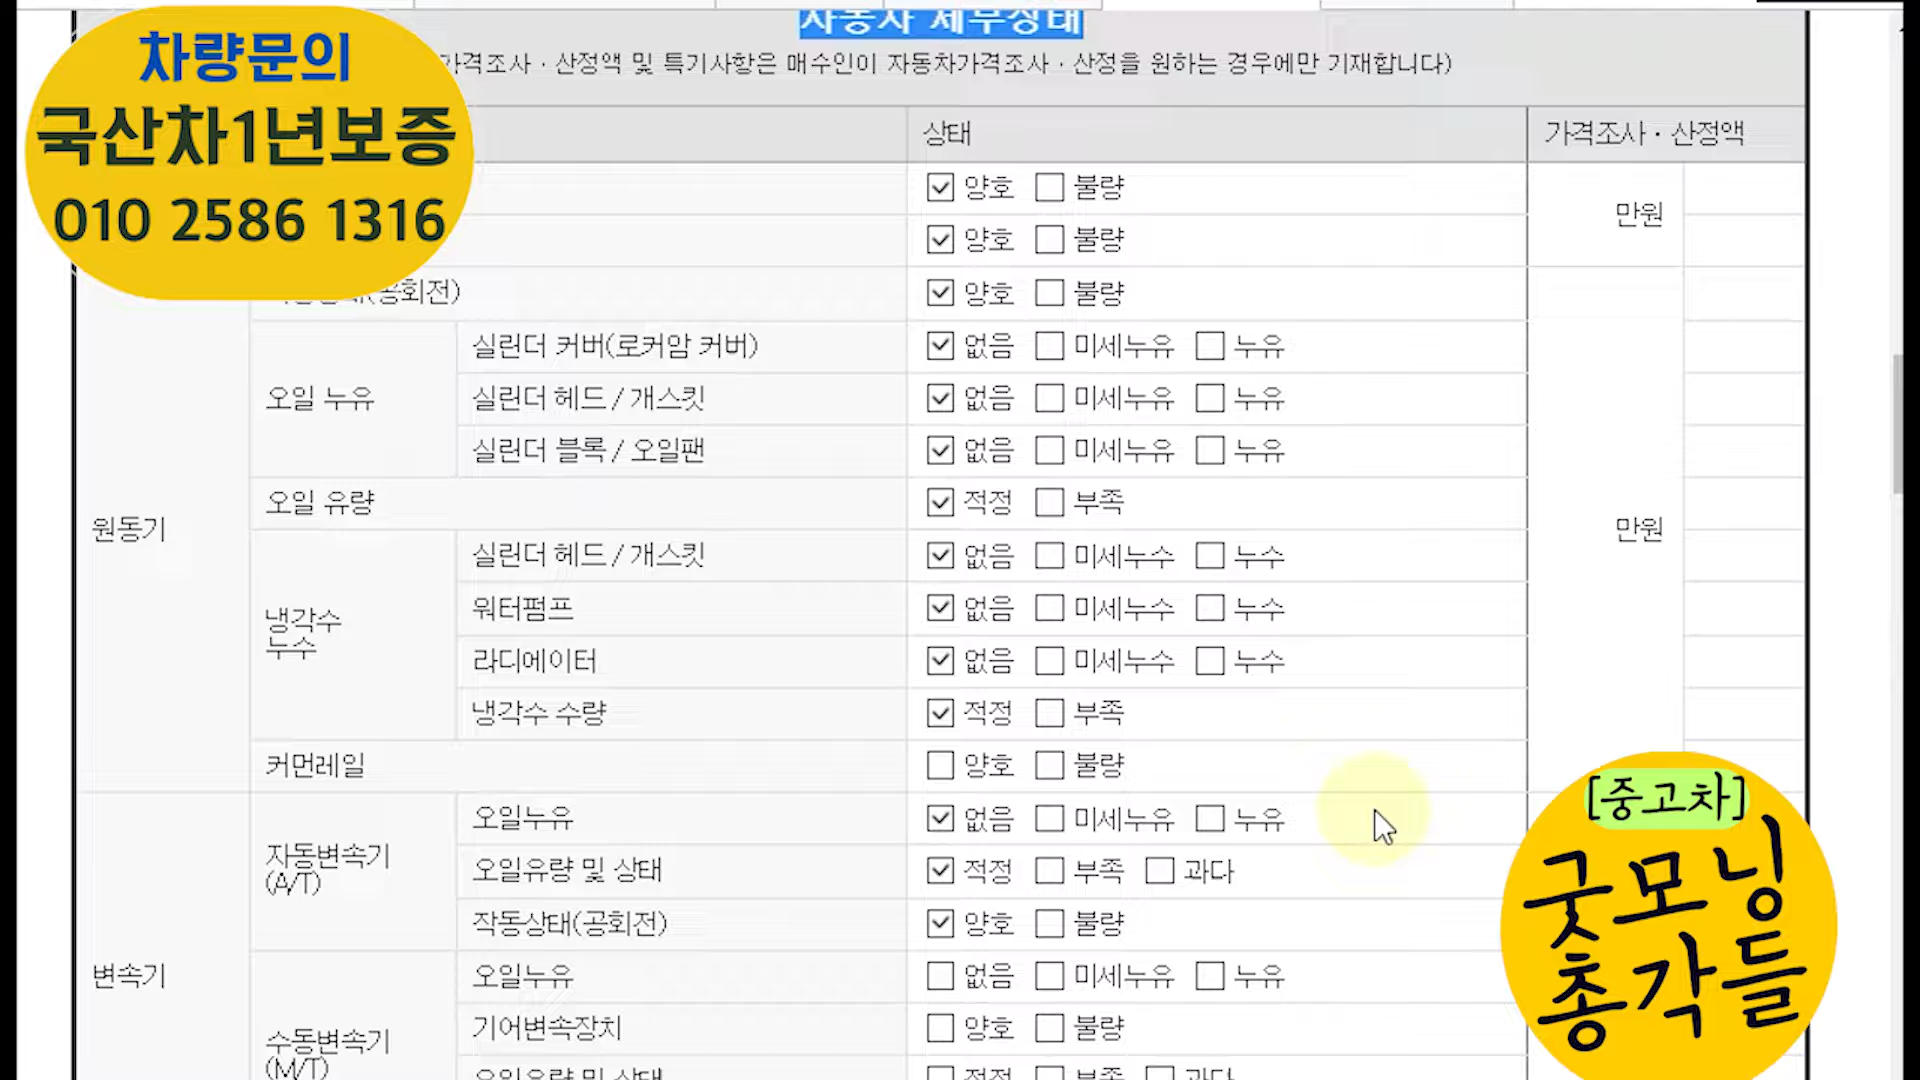 자동차 세부상태
가격조사 · 산정액 및 특기사항은 매수인이 자동차가격조사 · 산정을 원하는 경우에만 기재합니다)
차량문의
국산차1년보증
010 2586 1316
상태 가격조사 · 산정액
양호 불량
만원
양호 불량
(공회전) 양호 불량
실린더 커버(로커암 커버) 없음 미세누유 누유
오일 누유 실린더 헤드 / 개스킷 없음 미세누유 누유
실린더 블록 / 오일팬 없음 미세누유 누유
오일 유량 적정 부족
원동기 만원
실린더 헤드 / 개스킷 없음 미세누수 누수
냉각수
누수
워터펌프 없음 미세누수 누수
라디에이터 없음 미세누수 누수
냉각수 수량 적정 부족
커먼레일 양호 불량
오일누유 없음 미세누유 누유
자동변속기
(A/T)
오일유량 및 상태 적정 부족 과다
작동상태(공회전) 양호 불량
변속기
오일누유 없음 미세누유 누유
수동변속기
(M/T)
기어변속장치 양호 불량
오일유량 및 상태 적정 부족 과다
[중고차]
굿모닝
총각들